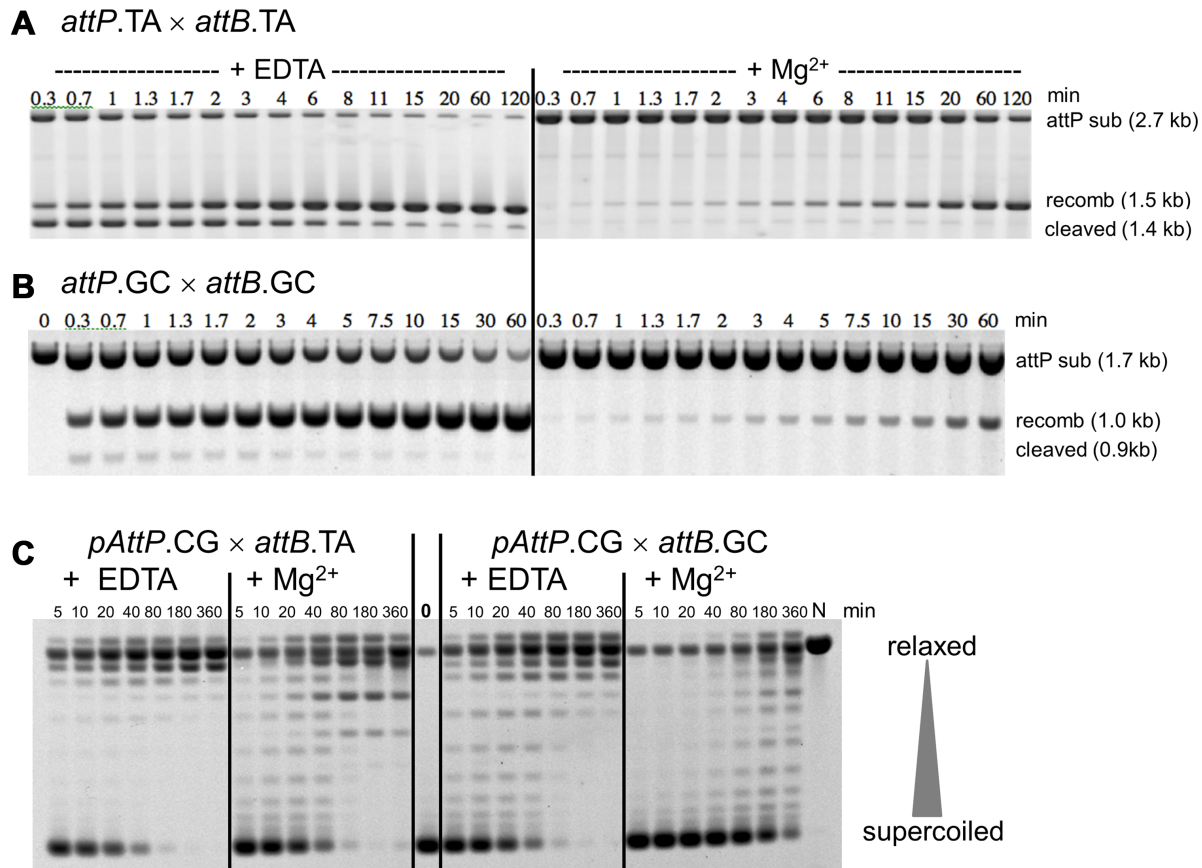 A attP.TA × attB.TA
+ EDTA + Mg²⁺
0.3 0.7 1 1.3 1.7 2 3 4 6 8 11 15 20 60 120 0.3 0.7 1 1.3 1.7 2 3 4 6 8 11 15 20 60 120 min
attP sub (2.7 kb)
recomb (1.5 kb)
cleaved (1.4 kb)
B attP.GC × attB.GC
0 0.3 0.7 1 1.3 1.7 2 3 4 5 7.5 10 15 30 60 0.3 0.7 1 1.3 1.7 2 3 4 5 7.5 10 15 30 60 min
attP sub (1.7 kb)
recomb (1.0 kb)
cleaved (0.9kb)
C pAttP.CG × attB.TA pAttP.CG × attB.GC
+ EDTA + Mg²⁺ + EDTA + Mg²⁺
5 10 20 40 80 180 360 5 10 20 40 80 180 360 0 5 10 20 40 80 180 360 5 10 20 40 80 180 360 N min
relaxed
supercoiled